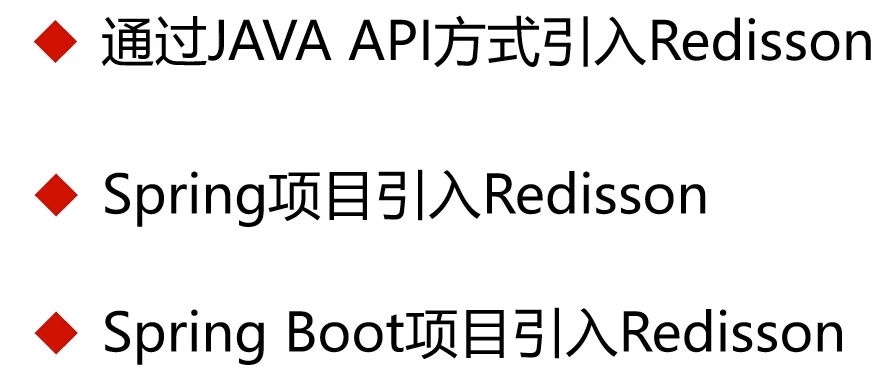 通过JAVA API方式引入Redisson
Spring项目引入Redisson
Spring Boot项目引入Redisson